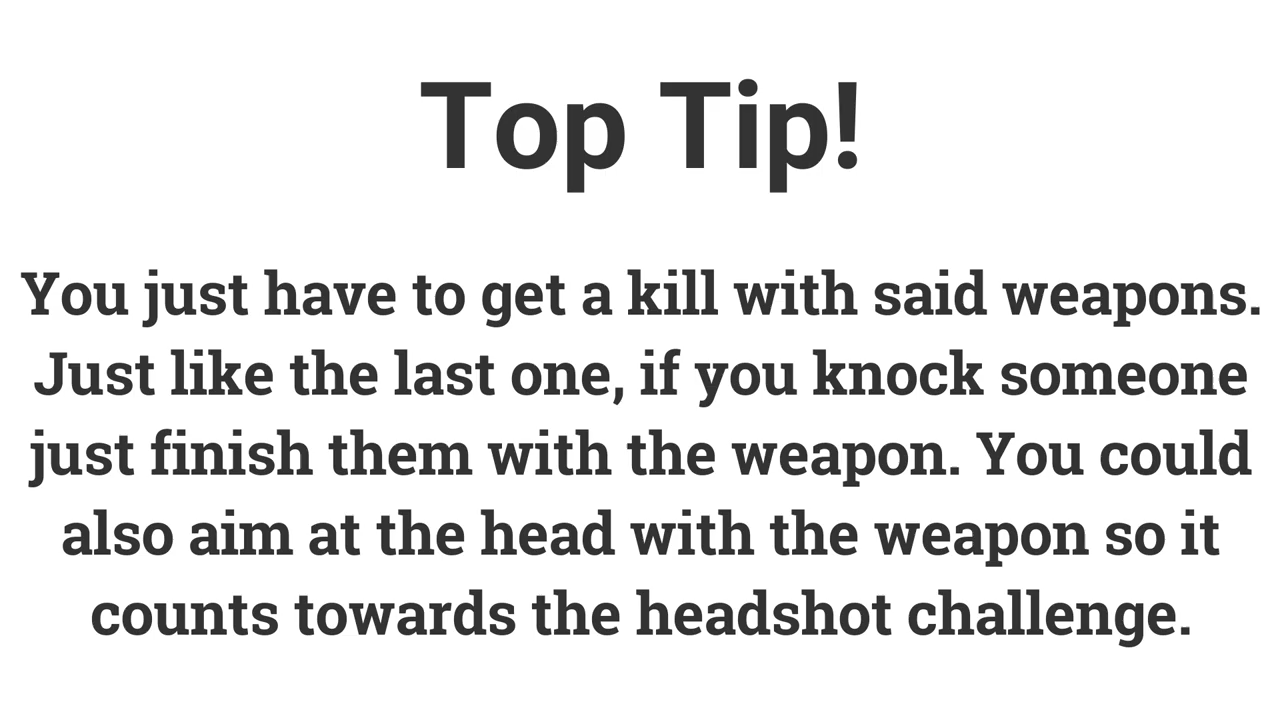 Top Tip!
You just have to get a kill with said weapons.
Just like the last one, if you knock someone
just finish them with the weapon. You could
also aim at the head with the weapon so it
counts towards the headshot challenge.